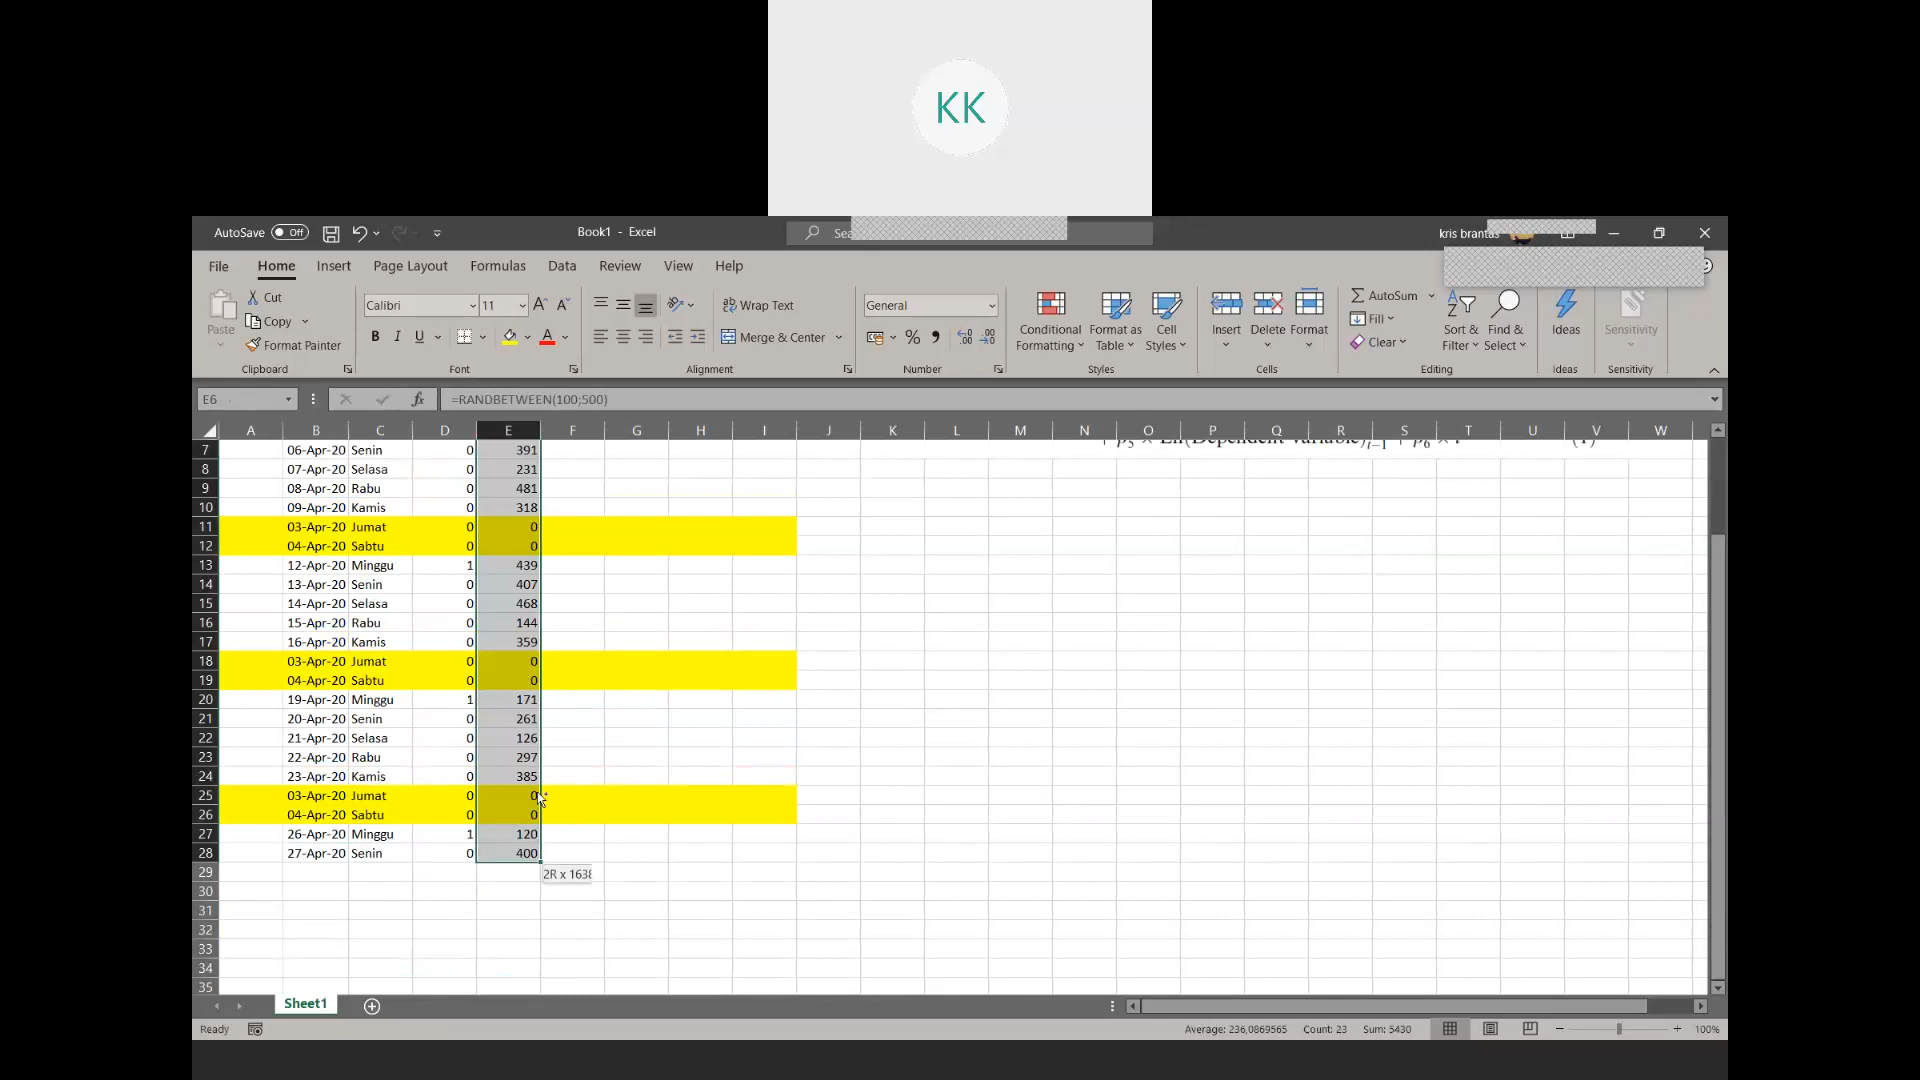 KK
AutoSave Off Book1 - Excel Sea kris brantas
File Home Insert Page Layout Formulas Data Review View Help
Paste Cut Copy Format Painter Clipboard
Calibri 11 B I U Font
Wrap Text Merge & Center Alignment
General % Number
Conditional Formatting Format as Table Cell Styles Styles
Insert Delete Format Cells
AutoSum Fill Clear Sort & Filter Find & Select Editing
Ideas Ideas
Sensitivity Sensitivity
E6 fx =RANDBETWEEN(100;500)
A B C D E F G H I J K L M N O P Q R S T U V W
7 06-Apr-20 Senin 0 391
8 07-Apr-20 Selasa 0 231
9 08-Apr-20 Rabu 0 481
10 09-Apr-20 Kamis 0 318
11 03-Apr-20 Jumat 0 0
12 04-Apr-20 Sabtu 0 0
13 12-Apr-20 Minggu 1 439
14 13-Apr-20 Senin 0 407
15 14-Apr-20 Selasa 0 468
16 15-Apr-20 Rabu 0 144
17 16-Apr-20 Kamis 0 359
18 03-Apr-20 Jumat 0 0
19 04-Apr-20 Sabtu 0 0
20 19-Apr-20 Minggu 1 171
21 20-Apr-20 Senin 0 261
22 21-Apr-20 Selasa 0 126
23 22-Apr-20 Rabu 0 297
24 23-Apr-20 Kamis 0 385
25 03-Apr-20 Jumat 0 0
26 04-Apr-20 Sabtu 0 0
27 26-Apr-20 Minggu 1 120
28 27-Apr-20 Senin 0 400
29 2R x 1638
30
31
32
33
34
35
Sheet1
Ready Average: 236,0869565 Count: 23 Sum: 5430 100%